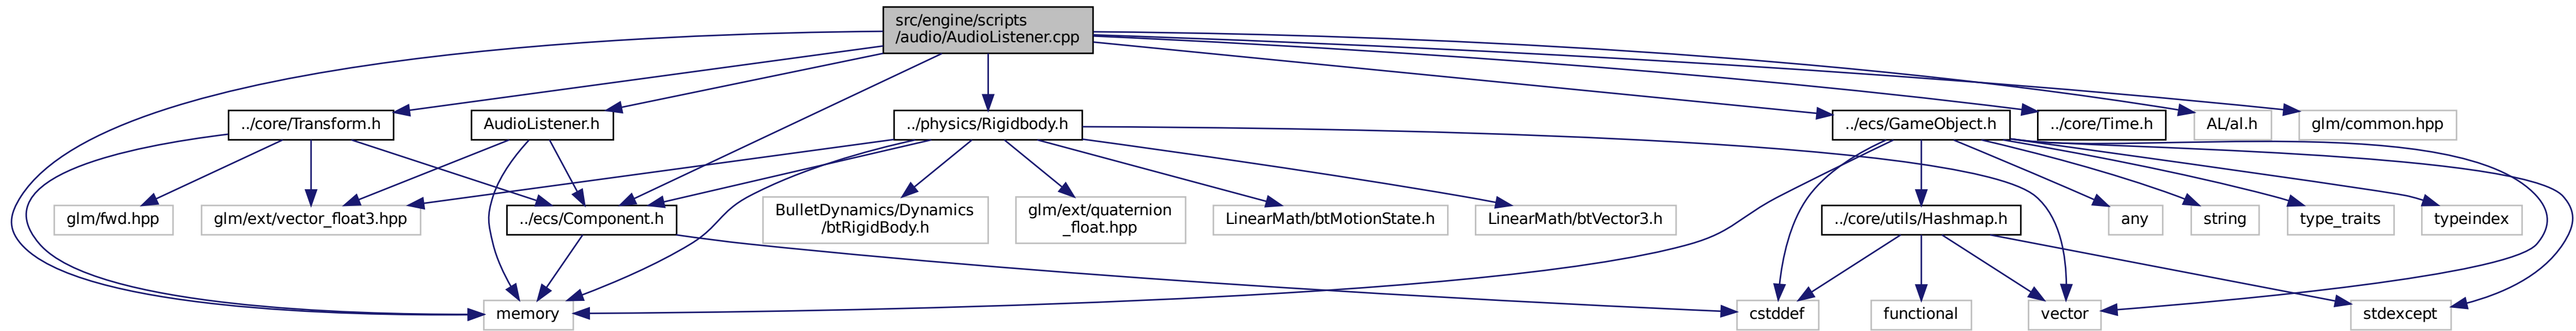 src/engine/scripts
/audio/AudioListener.cpp
../core/Transform.h
AudioListener.h
../physics/Rigidbody.h
../ecs/GameObject.h
../core/Time.h
AL/al.h
glm/common.hpp
glm/fwd.hpp
glm/ext/vector_float3.hpp
../ecs/Component.h
BulletDynamics/Dynamics
/btRigidBody.h
glm/ext/quaternion
_float.hpp
LinearMath/btMotionState.h
LinearMath/btVector3.h
../core/utils/Hashmap.h
any
string
type_traits
typeindex
memory
cstddef
functional
vector
stdexcept